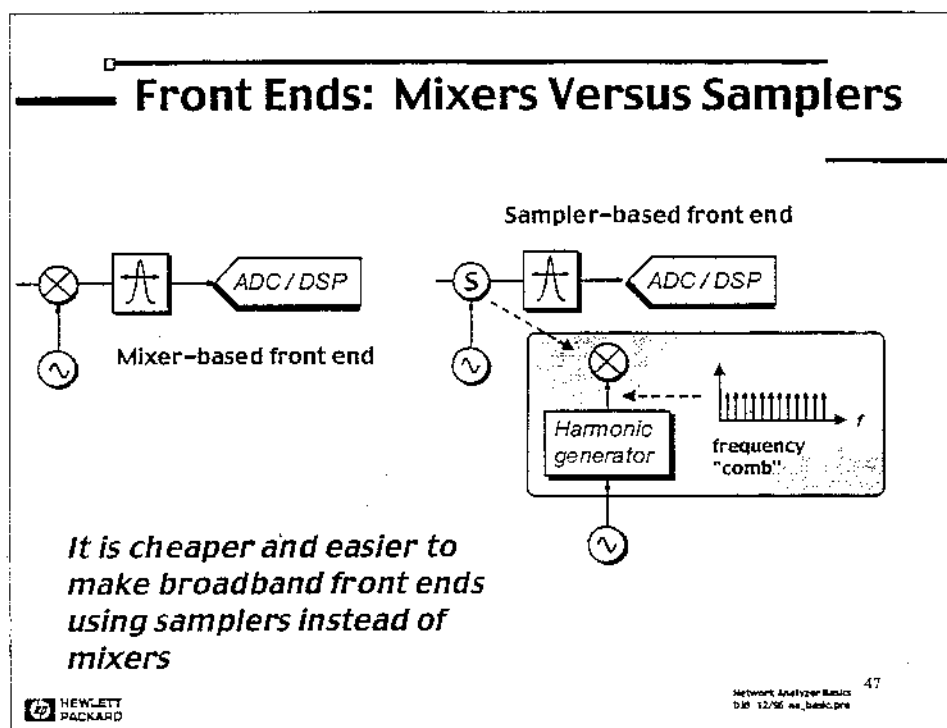 Front Ends: Mixers Versus Samplers
Sampler-based front end
ADC / DSP
S
ADC / DSP
Mixer-based front end
Harmonic
generator
f
frequency
"comb"
It is cheaper and easier to
make broadband front ends
using samplers instead of
mixers
hp HEWLETT
PACKARD
Network Analyzer Basics
47